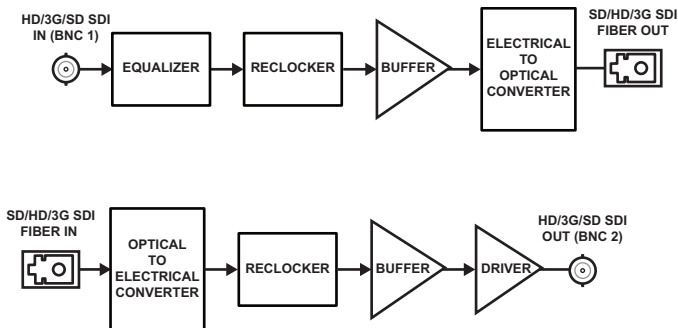 HD/3G/SD SDI
IN (BNC 1)
EQUALIZER
RECLOCKER
BUFFER
ELECTRICAL
TO
OPTICAL
CONVERTER
SD/HD/3G SDI
FIBER OUT
SD/HD/3G SDI
FIBER IN
OPTICAL
TO
ELECTRICAL
CONVERTER
RECLOCKER
BUFFER
DRIVER
HD/3G/SD SDI
OUT (BNC 2)